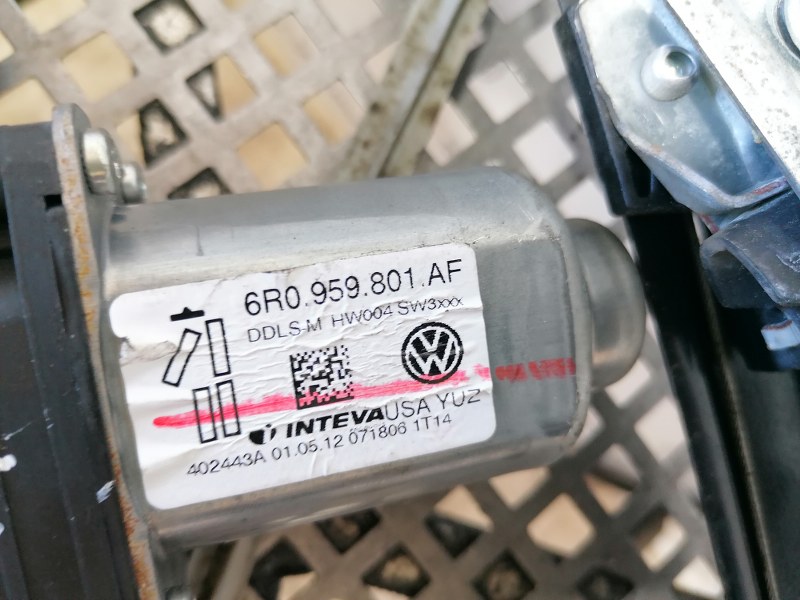 6R0.959.801.AF
DDLS-M HW004 SW3xxx
INTEVA USA YUZ
402443A 01.05.12 071806 1T14